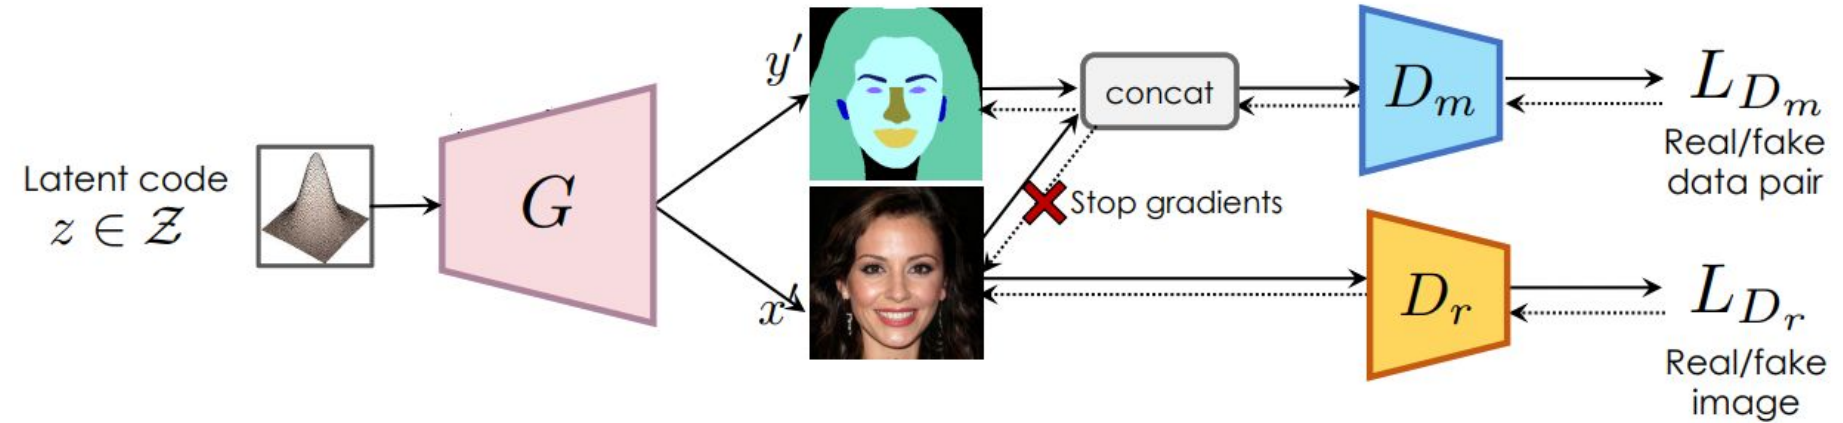 Latent code
z ∈ 𝒵
G
y′
x′
concat
Stop gradients
D_m
L_{D_m}
Real/fake
data pair
D_r
L_{D_r}
Real/fake
image